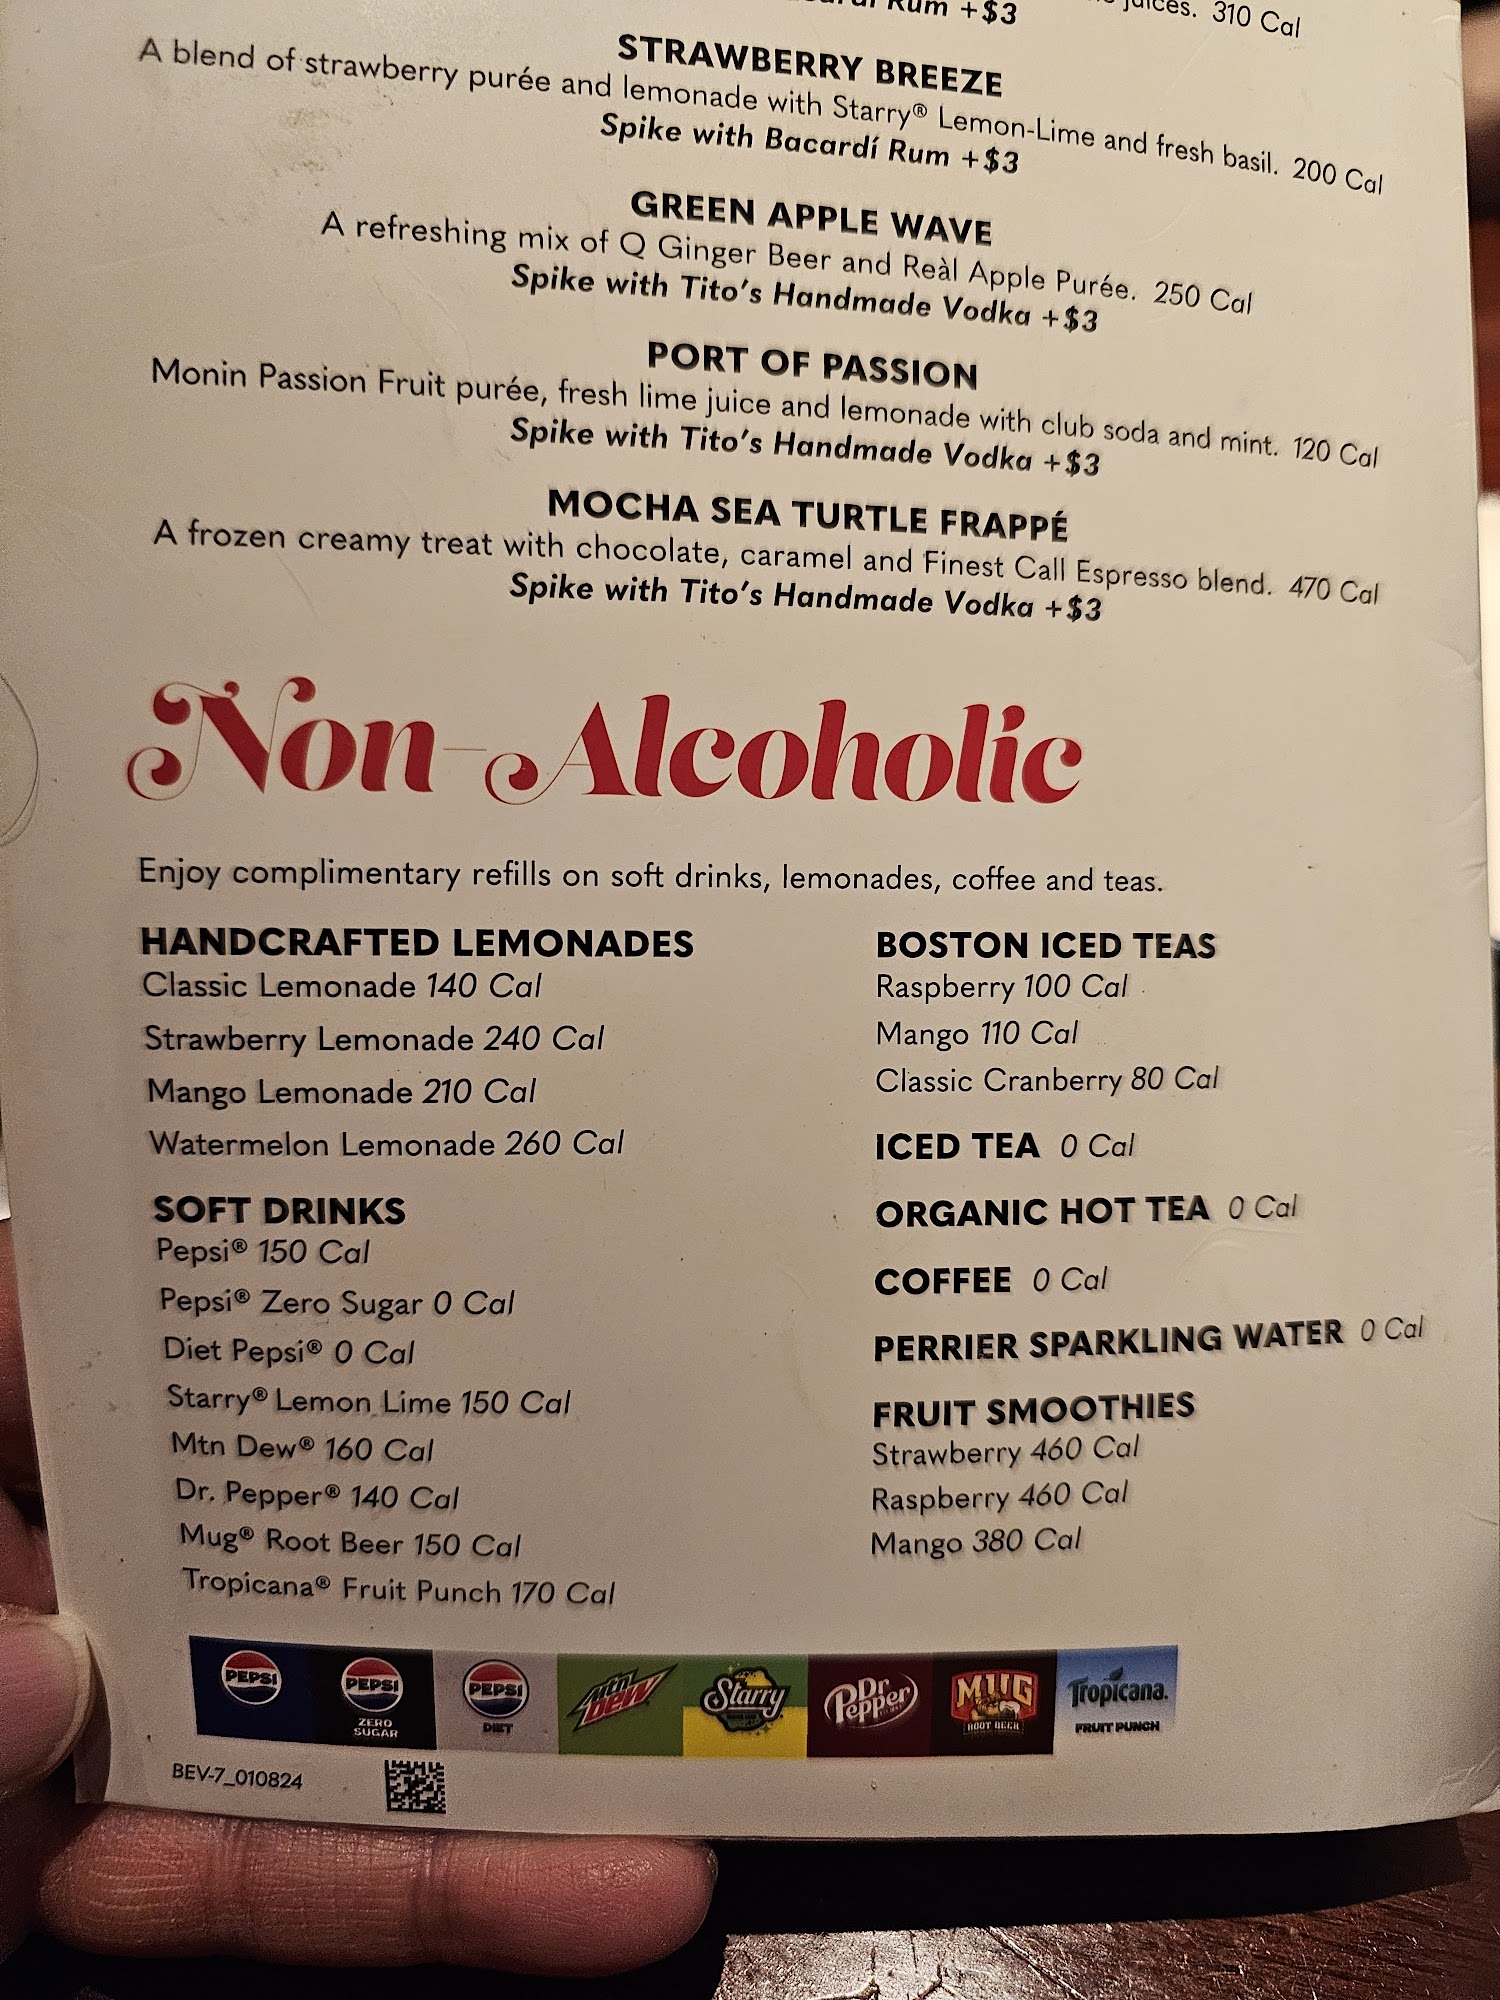 Rum +$3
juices. 310 Cal
STRAWBERRY BREEZE
A blend of strawberry purée and lemonade with Starry® Lemon-Lime and fresh basil. 200 Cal
Spike with Bacardí Rum +$3
GREEN APPLE WAVE
A refreshing mix of Q Ginger Beer and Reàl Apple Purée. 250 Cal
Spike with Tito's Handmade Vodka +$3
PORT OF PASSION
Monin Passion Fruit purée, fresh lime juice and lemonade with club soda and mint. 120 Cal
Spike with Tito's Handmade Vodka +$3
MOCHA SEA TURTLE FRAPPÉ
A frozen creamy treat with chocolate, caramel and Finest Call Espresso blend. 470 Cal
Spike with Tito's Handmade Vodka +$3
Non-Alcoholic
Enjoy complimentary refills on soft drinks, lemonades, coffee and teas.
HANDCRAFTED LEMONADES
Classic Lemonade 140 Cal
Strawberry Lemonade 240 Cal
Mango Lemonade 210 Cal
Watermelon Lemonade 260 Cal
SOFT DRINKS
Pepsi® 150 Cal
Pepsi® Zero Sugar 0 Cal
Diet Pepsi® 0 Cal
Starry® Lemon Lime 150 Cal
Mtn Dew® 160 Cal
Dr. Pepper® 140 Cal
Mug® Root Beer 150 Cal
Tropicana® Fruit Punch 170 Cal
BOSTON ICED TEAS
Raspberry 100 Cal
Mango 110 Cal
Classic Cranberry 80 Cal
ICED TEA 0 Cal
ORGANIC HOT TEA 0 Cal
COFFEE 0 Cal
PERRIER SPARKLING WATER 0 Cal
FRUIT SMOOTHIES
Strawberry 460 Cal
Raspberry 460 Cal
Mango 380 Cal
PEPSI
PEPSI
ZERO
SUGAR
PEPSI
DIET
Mtn
DEW
Starry
Dr
Pepper
MUG
ROOT BEER
Tropicana.
FRUIT PUNCH
BEV-7_010824